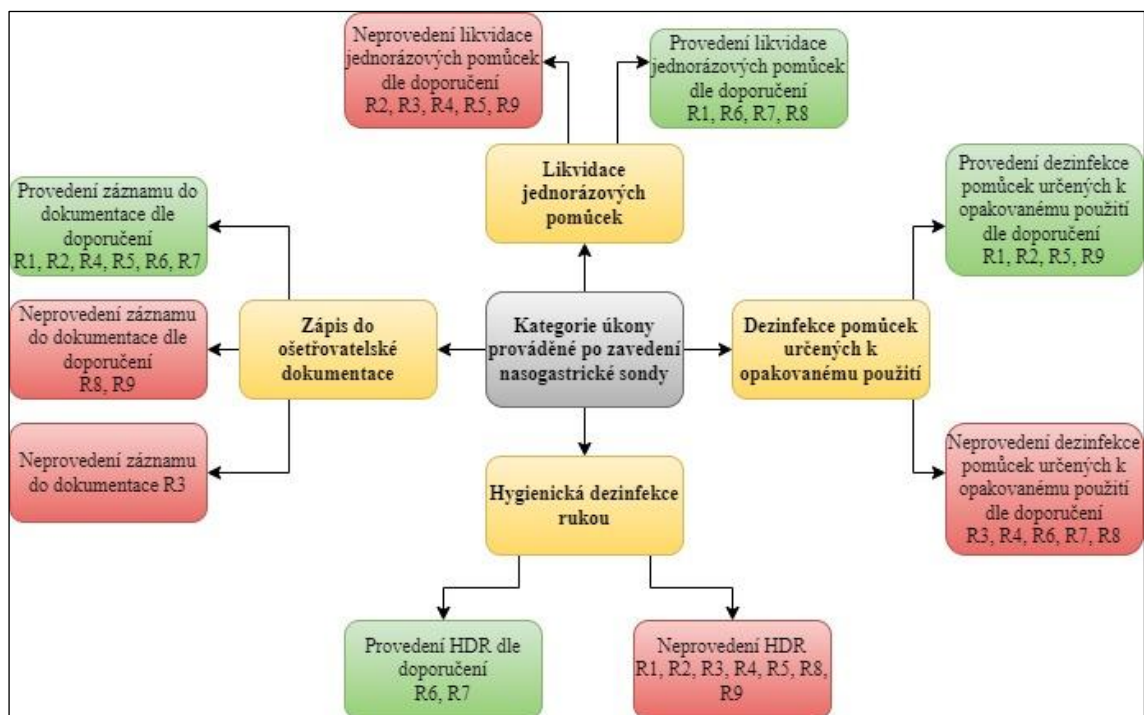 Neprovedení likvidace
jednorázových pomůcek
dle doporučení
R2, R3, R4, R5, R9
Provedení likvidace
jednorázových pomůcek
dle doporučení
R1, R6, R7, R8
Likvidace
jednorázových
pomůcek
Provedení dezinfekce
pomůcek určených k
opakovanému použití
dle doporučení
R1, R2, R5, R9
Provedení záznamu do
dokumentace dle
doporučení
R1, R2, R4, R5, R6, R7
Neprovedení záznamu
do dokumentace dle
doporučení
R8, R9
Zápis do
ošetřovatelské
dokumentace
Kategorie úkony
prováděné po zavedení
nasogastrické sondy
Dezinfekce pomůcek
určených k
opakovanému použití
Neprovedení záznamu
do dokumentace R3
Hygienická dezinfekce
rukou
Neprovedení dezinfekce
pomůcek určených k
opakovanému použití
dle doporučení
R3, R4, R6, R7, R8
Provedení HDR dle
doporučení
R6, R7
Neprovedení HDR
R1, R2, R3, R4, R5, R8,
R9